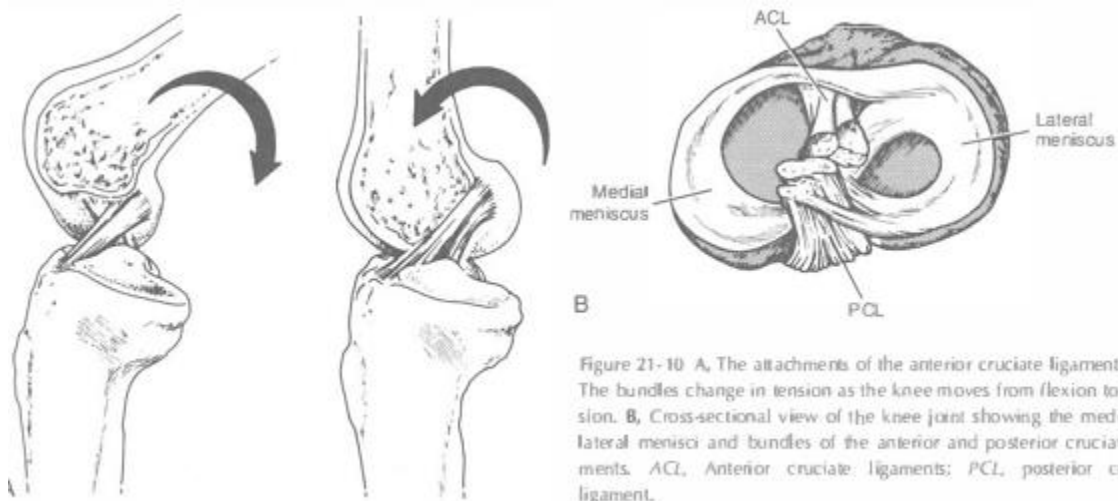 ACL
Lateral
meniscus
Medial
meniscus
B
PCL
Figure 21-10 A, The attachments of the anterior cruciate ligament
The bundles change in tension as the knee moves from flexion to
sion. B, Cross-sectional view of the knee joint showing the med
lateral menisci and bundles of the anterior and posterior cruciat
ments. ACL, Anterior cruciate ligaments; PCL, posterior c
ligament.